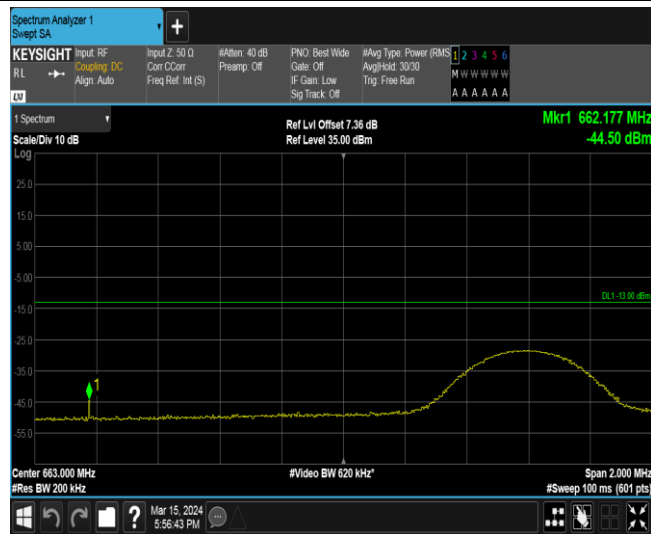 Spectrum Analyzer 1
Swept SA
+
KEYSIGHT Input: RF
RL Coupling: DC
Align: Auto
LXI
Input Z: 50 Ω
Corr CCorr
Freq Ref: Int (S)
#Atten: 40 dB
Preamp: Off
PNO: Best Wide
Gate: Off
IF Gain: Low
Sig Track: Off
#Avg Type: Power (RMS
Avg|Hold: 30/30
Trig: Free Run
1 2 3 4 5 6
M W W W W W
A A A A A A
1 Spectrum
Scale/Div 10 dB
Log
Ref Lvl Offset 7.36 dB
Ref Level 35.00 dBm
Mkr1 662.177 MHz
-44.50 dBm
25.0
15.0
5.00
-5.00
-15.0
-25.0
-35.0
-45.0
-55.0
DL1 -13.00 dBm
1
Center 663.000 MHz
#Res BW 200 kHz
#Video BW 620 kHz*
Span 2.000 MHz
#Sweep 100 ms (601 pts)
?
Mar 15, 2024
5:56:43 PM